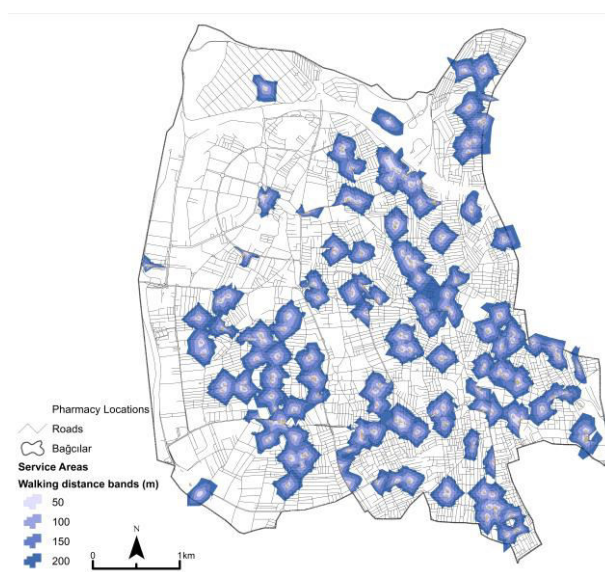 Pharmacy Locations
Roads
Bağcılar
Service Areas
Walking distance bands (m)
50
100
150
200
N
0 1km